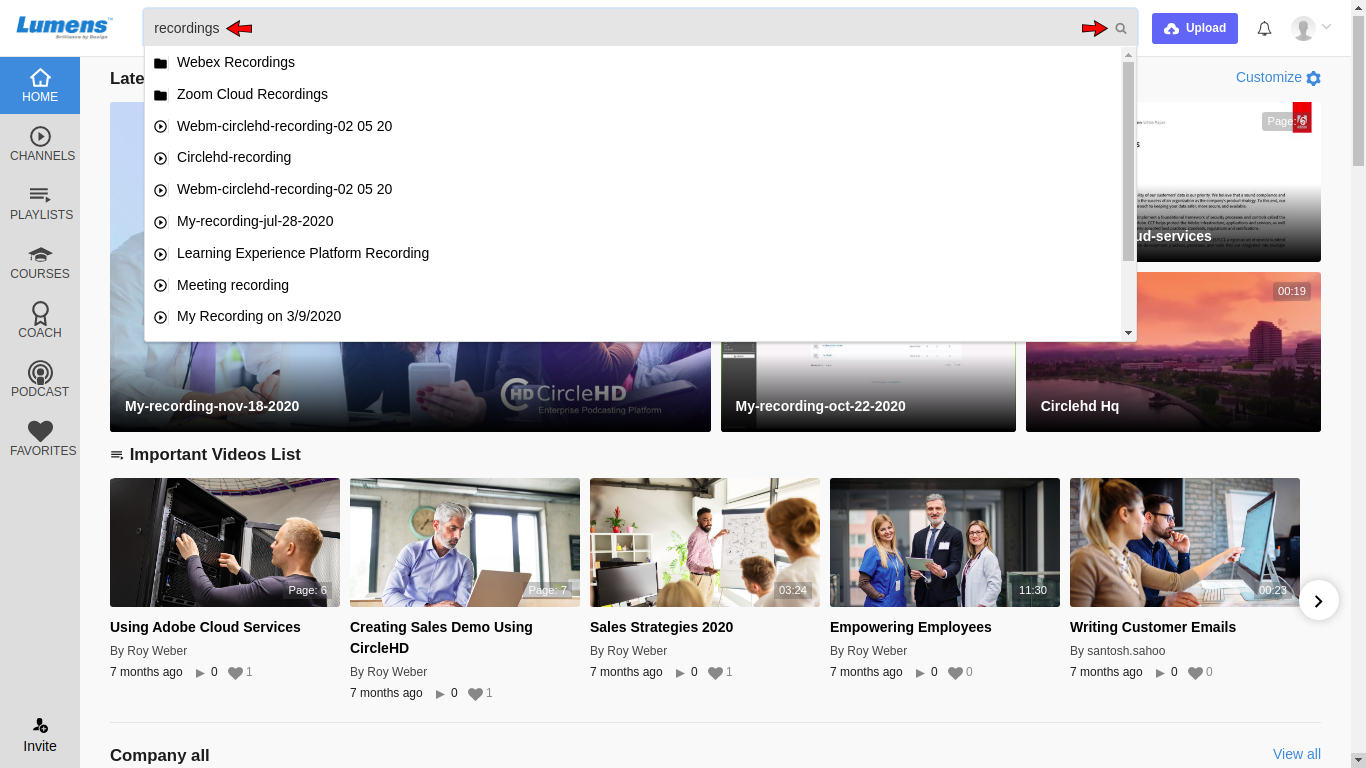 Lumens
Brilliance by Design
recordings
Upload
Webex Recordings
Zoom Cloud Recordings
Webm-circlehd-recording-02 05 20
Circlehd-recording
Webm-circlehd-recording-02 05 20
My-recording-jul-28-2020
Learning Experience Platform Recording
Meeting recording
My Recording on 3/9/2020
HOME
CHANNELS
PLAYLISTS
COURSES
COACH
PODCAST
FAVORITES
Invite
Late
Customize
Page: 6
ud-services
00:19
HD CircleHD
Enterprise Podcasting Platform
My-recording-nov-18-2020
My-recording-oct-22-2020
Circlehd Hq
Important Videos List
Page: 6
Using Adobe Cloud Services
By Roy Weber
7 months ago 0 1
Page: 7
Creating Sales Demo Using
CircleHD
By Roy Weber
7 months ago 0 1
03:24
Sales Strategies 2020
By Roy Weber
7 months ago 0 1
11:30
Empowering Employees
By Roy Weber
7 months ago 0 0
00:23
Writing Customer Emails
By santosh.sahoo
7 months ago 0 0
Company all
View all